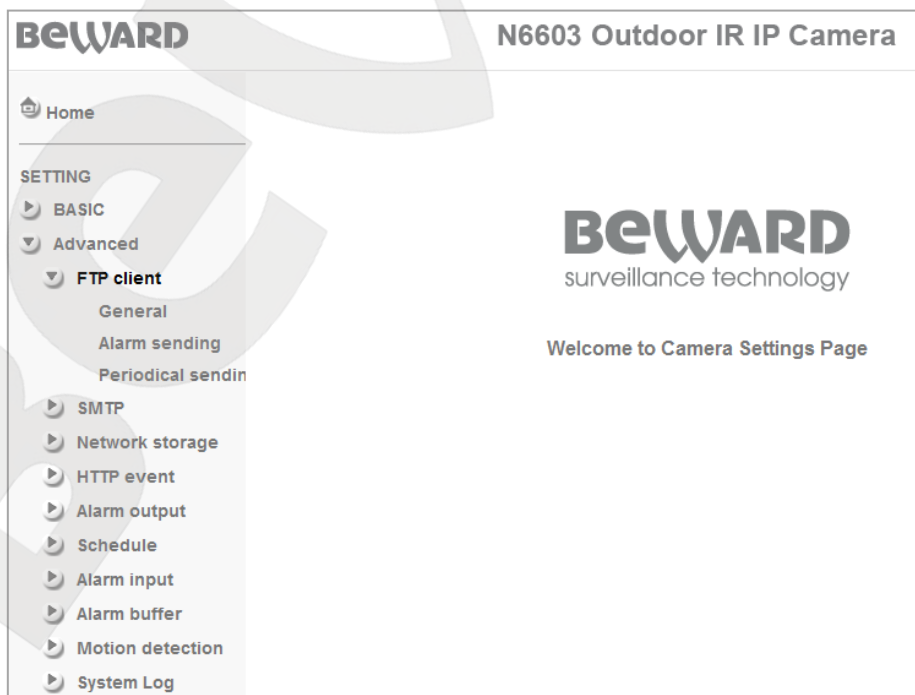 BEWARD
N6603 Outdoor IR IP Camera
Home
SETTING
BASIC
Advanced
FTP client
General
Alarm sending
Periodical sendin
SMTP
Network storage
HTTP event
Alarm output
Schedule
Alarm input
Alarm buffer
Motion detection
System Log
BEWARD
surveillance technology
Welcome to Camera Settings Page